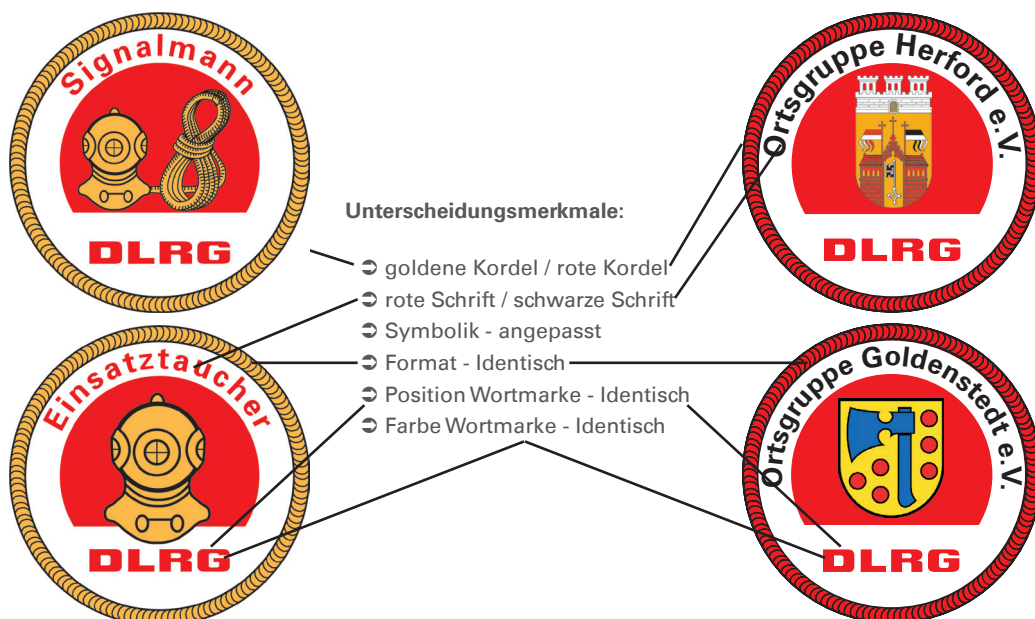 Signalmann
DLRG
Ortsgruppe Herford e.V.
DLRG
Unterscheidungsmerkmale:
➲ goldene Kordel / rote Kordel
➲ rote Schrift / schwarze Schrift
➲ Symbolik - angepasst
➲ Format - Identisch
➲ Position Wortmarke - Identisch
➲ Farbe Wortmarke - Identisch
Einsatztaucher
DLRG
Ortsgruppe Goldenstedt e.V.
DLRG